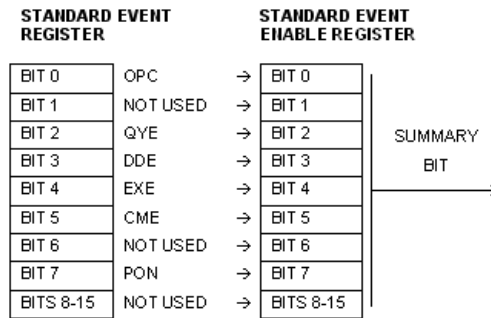 STANDARD EVENT REGISTER
STANDARD EVENT ENABLE REGISTER
BIT 0 OPC → BIT 0
BIT 1 NOT USED → BIT 1
BIT 2 QYE → BIT 2
BIT 3 DDE → BIT 3
BIT 4 EXE → BIT 4
BIT 5 CME → BIT 5
BIT 6 NOT USED → BIT 6
BIT 7 PON → BIT 7
BITS 8-15 NOT USED → BITS 8-15
SUMMARY
BIT